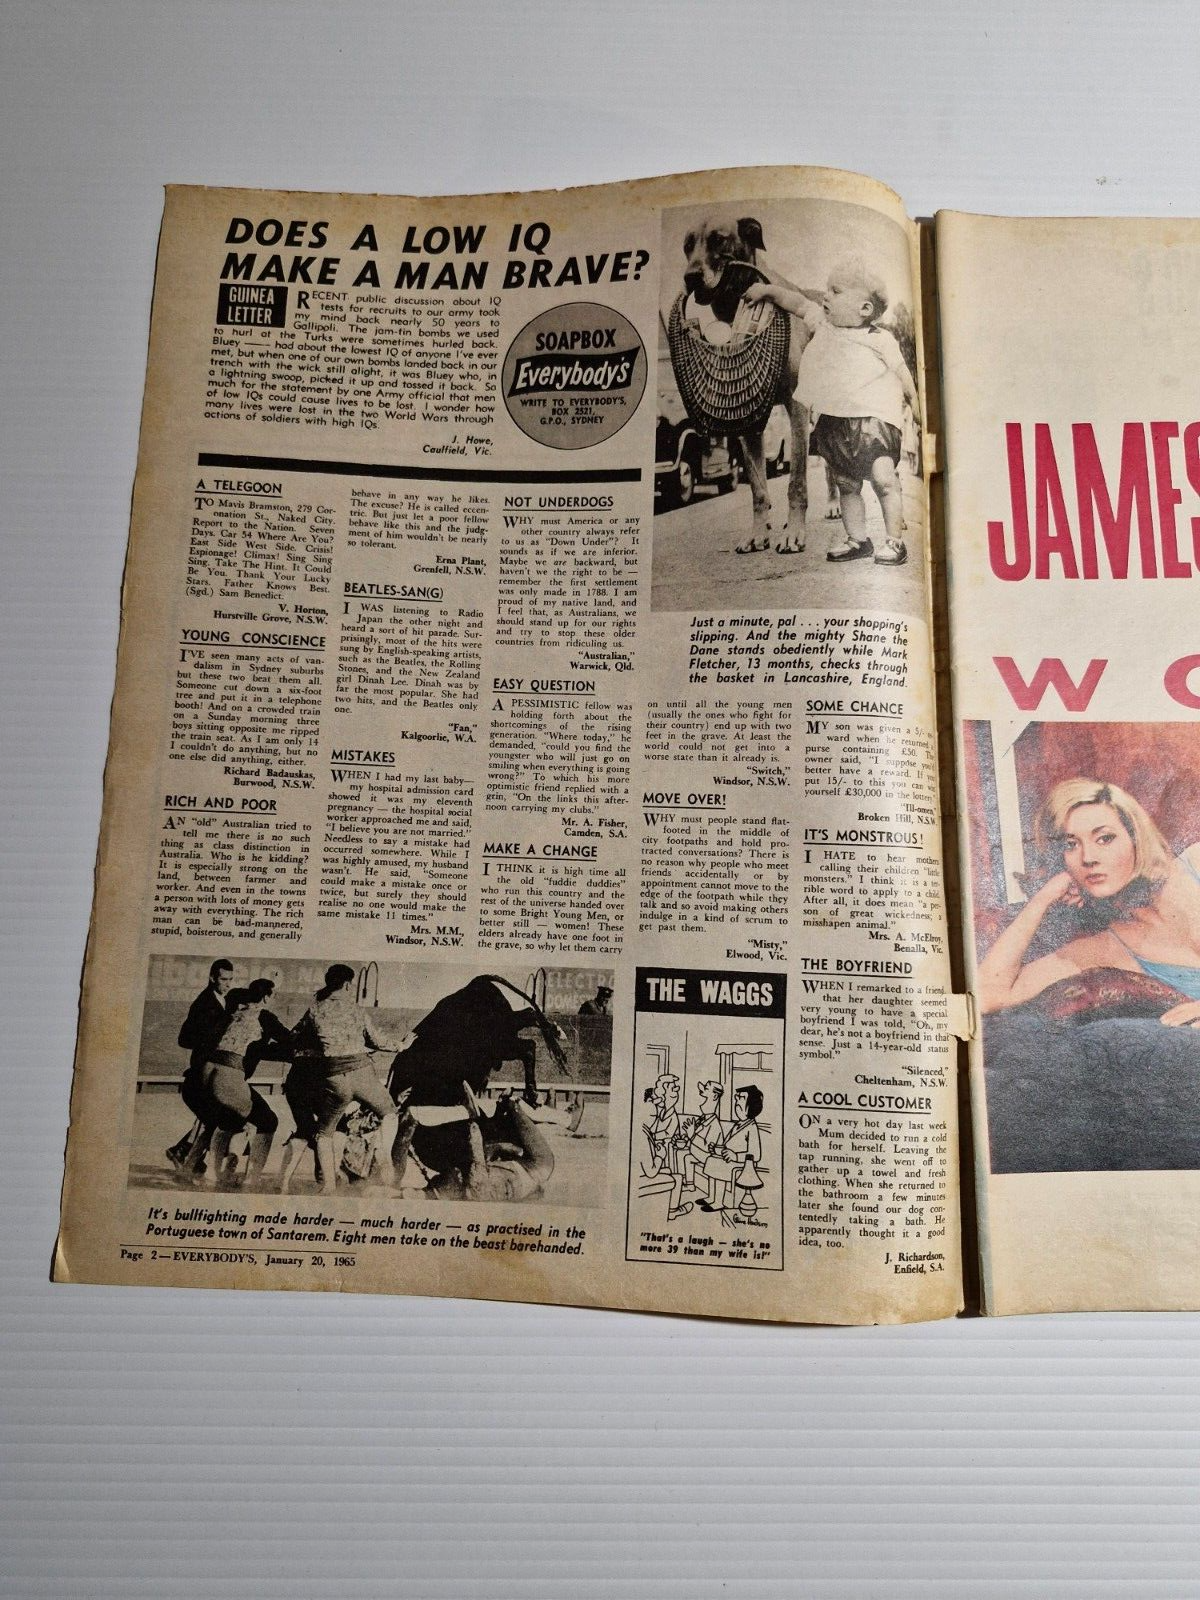 DOES A LOW IQ
MAKE A MAN BRAVE?
GUINEA
LETTER
RECENT public discussion about IQ
tests for recruits to our army took
my mind back nearly 50 years to
Gallipoli. The jam-tin bombs we used
to hurl at the Turks were sometimes hurled back.
Bluey —— had about the lowest IQ of anyone I've ever
met, but when one of our own bombs landed back in our
trench with the wick still alight, it was Bluey who, in
a lightning swoop, picked it up and tossed it back. So
much for the statement by one Army official that men
of low IQs could cause lives to be lost. I wonder how
many lives were lost in the two World Wars through
actions of soldiers with high IQs.
J. Howe,
Caulfield, Vic.
SOAPBOX
Everybody's
WRITE TO EVERYBODY'S,
BOX 2521,
G.P.O., SYDNEY
A TELEGOON
TO Mavis Bramston, 279 Cor-
onation St., Naked City.
Report to the Nation. Seven
Days. Car 54 Where Are You?
East Side West Side. Crisis!
Espionage! Climax! Sing Sing
Sing. Take The Hint. It Could
Be You. Thank Your Lucky
Stars. Father Knows Best.
(Sgd.) Sam Benedict.
V. Horton,
Hurstville Grove, N.S.W.
YOUNG CONSCIENCE
I'VE seen many acts of van-
dalism in Sydney suburbs
but these two beat them all.
Someone cut down a six-foot
tree and put it in a telephone
booth! And on a crowded train
on a Sunday morning three
boys sitting opposite me ripped
the train seat. As I am only 14
I couldn't do anything, but no
one else did anything, either.
Richard Badauskas,
Burwood, N.S.W.
RICH AND POOR
AN "old" Australian tried to
tell me there is no such
thing as class distinction in
Australia. Who is he kidding?
It is especially strong on the
land, between farmer and
worker. And even in the towns
a person with lots of money gets
away with everything. The rich
man can be bad-mannered,
stupid, boisterous, and generally
behave in any way he likes.
The excuse? He is called eccen-
tric. But just let a poor fellow
behave like this and the judg-
ment of him wouldn't be nearly
so tolerant.
Erna Plant,
Grenfell, N.S.W.
BEATLES-SAN(G)
I WAS listening to Radio
Japan the other night and
heard a sort of hit parade. Sur-
prisingly, most of the hits were
sung by English-speaking artists,
such as the Beatles, the Rolling
Stones, and the New Zealand
girl Dinah Lee. Dinah was by
far the most popular. She had
two hits, and the Beatles only
one.
"Fan,"
Kalgoorlie, W.A.
MISTAKES
WHEN I had my last baby—
my hospital admission card
showed it was my eleventh
pregnancy — the hospital social
worker approached me and said,
"I believe you are not married."
Needless to say a mistake had
occurred somewhere. While I
was highly amused, my husband
wasn't. He said, "Someone
could make a mistake once or
twice, but surely they should
realise no one would make the
same mistake 11 times."
Mrs. M.M.,
Windsor, N.S.W.
NOT UNDERDOGS
WHY must America or any
other country always refer
to us as "Down Under"? It
sounds as if we are inferior.
Maybe we are backward, but
haven't we the right to be —
remember the first settlement
was only made in 1788. I am
proud of my native land, and
I feel that, as Australians, we
should stand up for our rights
and try to stop these older
countries from ridiculing us.
"Australian,"
Warwick, Qld.
EASY QUESTION
A PESSIMISTIC fellow was
holding forth about the
shortcomings of the rising
generation. "Where today," he
demanded, "could you find the
youngster who will just go on
smiling when everything is going
wrong?" To which his more
optimistic friend replied with a
grin, "On the links this after-
noon carrying my clubs."
Mr. A. Fisher,
Camden, S.A.
MAKE A CHANGE
I THINK it is high time all
the old "fuddie duddies"
who run this country and the
rest of the universe handed over
to some Bright Young Men, or
better still — women! These
elders already have one foot in
the grave, so why let them carry
on until all the young men
(usually the ones who fight for
their country) end up with two
feet in the grave. At least the
world could not get into a
worse state than it already is.
"Switch,"
Windsor, N.S.W.
MOVE OVER!
WHY must people stand flat-
footed in the middle of
city footpaths and hold pro-
tracted conversations? There is
no reason why people who meet
friends accidentally or by
appointment cannot move to the
edge of the footpath while they
talk and so avoid making others
indulge in a kind of scrum to
get past them.
"Misty,"
Elwood, Vic.
Just a minute, pal . . . your shopping's
slipping. And the mighty Shane the
Dane stands obediently while Mark
Fletcher, 13 months, checks through
the basket in Lancashire, England.
SOME CHANCE
MY son was given a 5/- re-
ward when he returned a
purse containing £50. The
owner said, "I suppose you'd
better have a reward. If you
put 15/- to this you can win
yourself £30,000 in the lottery."
"Ill-omen,"
Broken Hill, N.S.W.
IT'S MONSTROUS!
I HATE to hear mothers
calling their children "little
monsters." I think it is a ter-
rible word to apply to a child.
After all, it does mean "a per-
son of great wickedness; a
misshapen animal."
Mrs. A. McElroy,
Benalla, Vic.
THE BOYFRIEND
WHEN I remarked to a friend
that her daughter seemed
very young to have a special
boyfriend I was told, "Oh, my
dear, he's not a boyfriend in that
sense. Just a 14-year-old status
symbol."
"Silenced,"
Cheltenham, N.S.W.
A COOL CUSTOMER
ON a very hot day last week
Mum decided to run a cold
bath for herself. Leaving the
tap running, she went off to
gather up a towel and fresh
clothing. When she returned to
the bathroom a few minutes
later she found our dog con-
tentedly taking a bath. He
apparently thought it a good
idea, too.
J. Richardson,
Enfield, S.A.
THE WAGGS
"That's a laugh — she's no
more 39 than my wife is!"
ELECTRO
It's bullfighting made harder — much harder — as practised in the
Portuguese town of Santarem. Eight men take on the beast barehanded.
Page 2—EVERYBODY'S, January 20, 1965
JAMES
WO